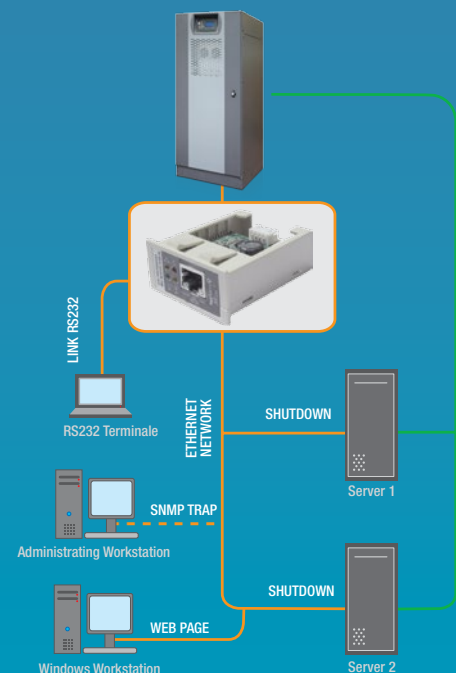 LINK RS232
RS232 Terminale
ETHERNET
NETWORK
SHUTDOWN
Server 1
SNMP TRAP
Administrating Workstation
SHUTDOWN
WEB PAGE
Windows Workstation
Server 2